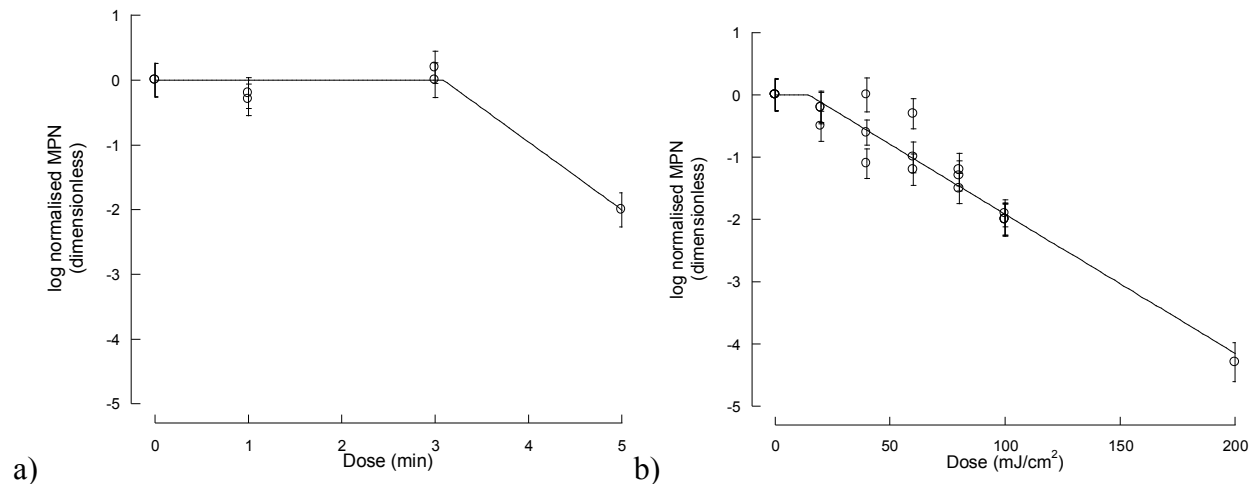 1
0
-1
-2
-3
-4
-5
log normalised MPN
(dimensionless)
0 1 2 3 4 5
Dose (min)
a)
1
0
-1
-2
-3
-4
-5
log normalised MPN
(dimensionless)
0 50 100 150 200
Dose (mJ/cm²)
b)